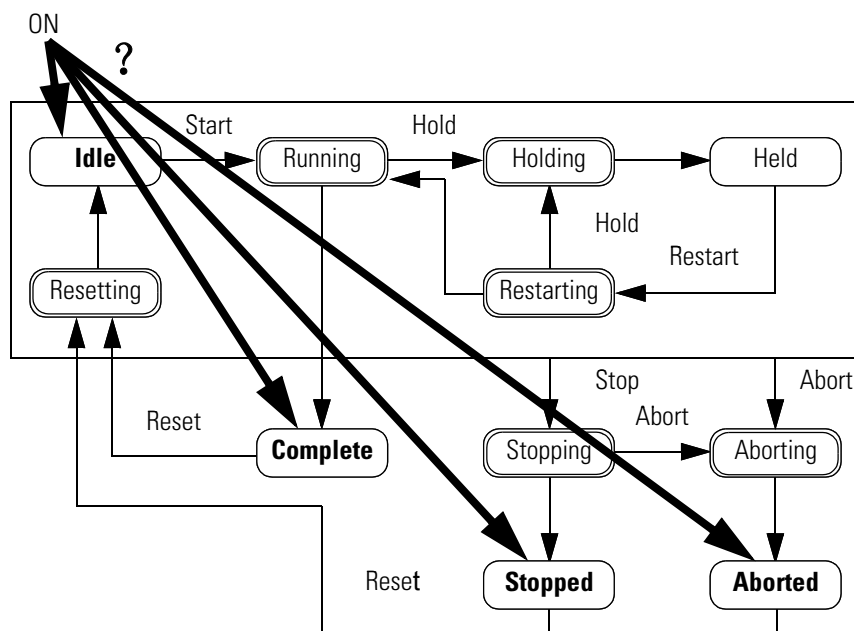 ON
?
Start
Hold
Idle
Running
Holding
Held
Hold
Restart
Resetting
Restarting
Stop
Abort
Reset
Abort
Complete
Stopping
Aborting
Reset
Stopped
Aborted